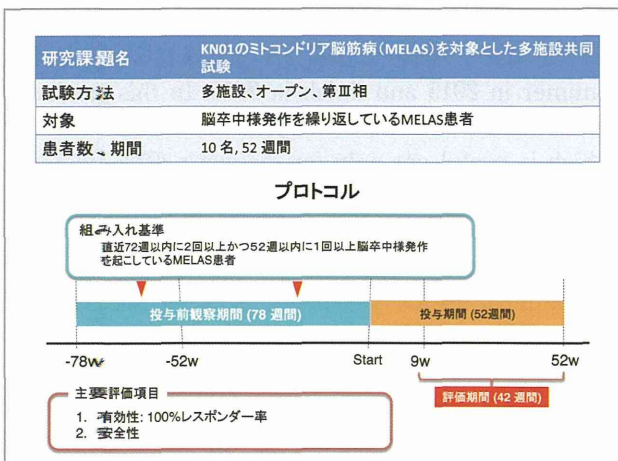 研究課題名 KN01のミトコンドリア脳筋病（MELAS）を対象とした多施設共同
試験
試験方法 多施設、オープン、第Ⅲ相
対象 脳卒中様発作を繰り返しているMELAS患者
患者数、期間 10 名, 52 週間
プロトコル
組み入れ基準
直近72週以内に2回以上かつ52週以内に1回以上脳卒中様発作
を起こしているMELAS患者
投与前観察期間 (78 週間) 投与期間 (52週間)
-78w -52w Start 9w 52w
評価期間 (42 週間)
主要評価項目
1. 有効性: 100%レスポンダー率
2. 安全性